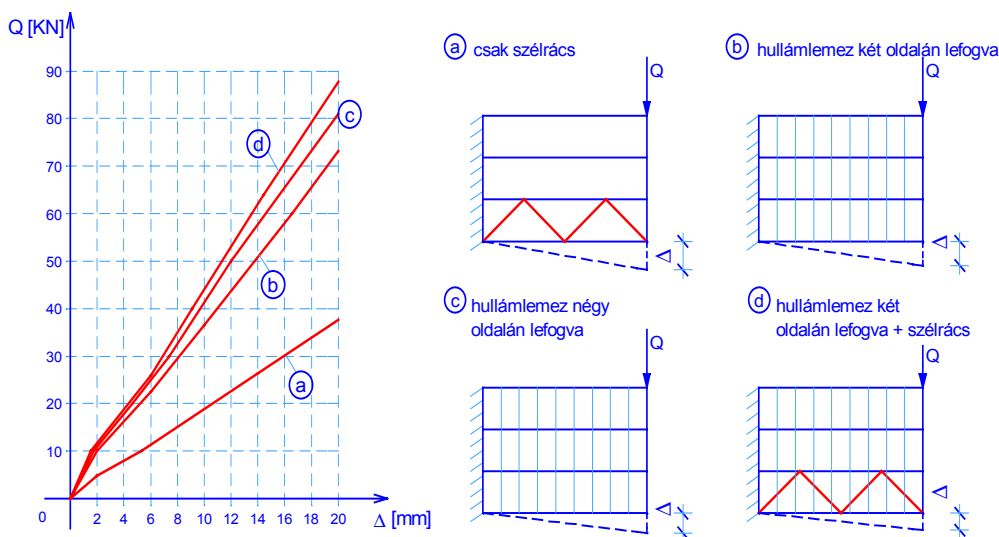 Q [KN]
90
80
70
60
50
40
30
20
10
0
2 4 6 8 10 12 14 16 18 20
Δ [mm]
d
c
b
a
a csak szélrács
Q
Δ
b hullámlemez két oldalán lefogva
Q
Δ
c hullámlemez négy
oldalán lefogva
Q
Δ
d hullámlemez két
oldalán lefogva + szélrács
Q
Δ